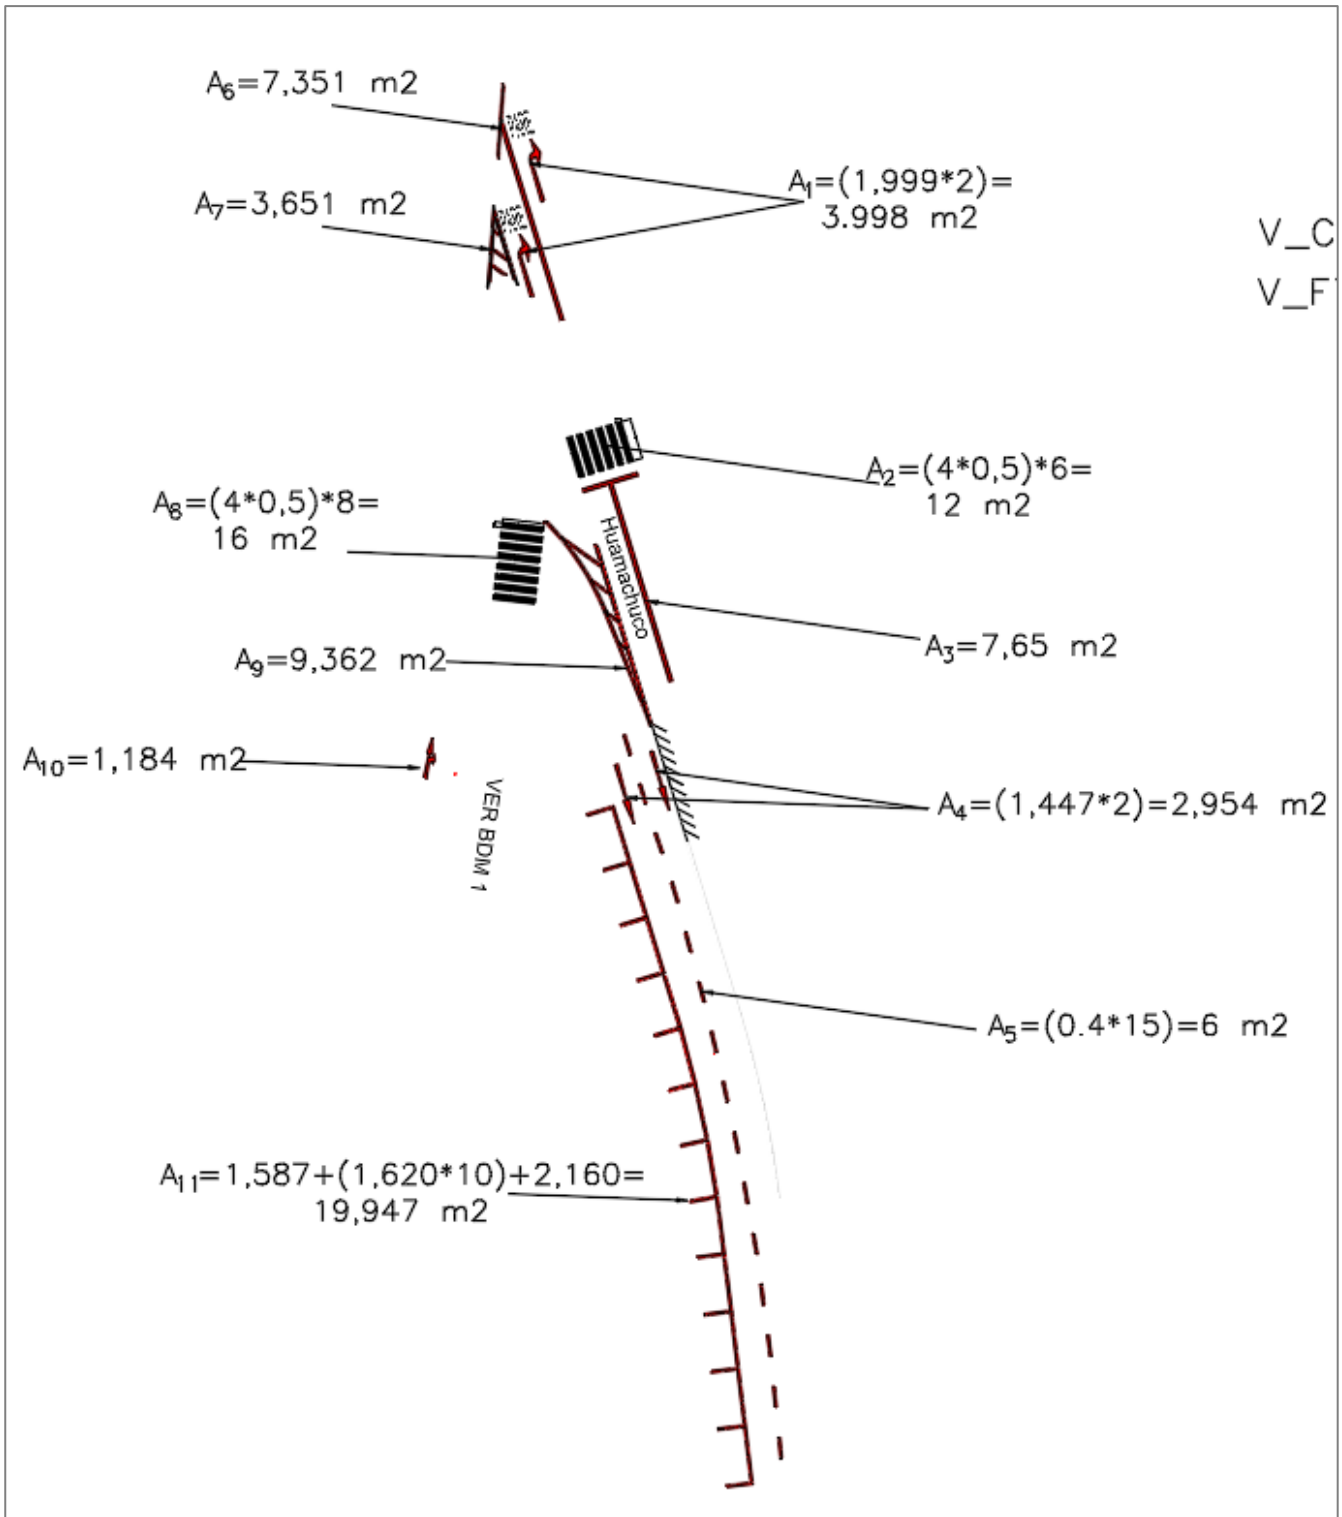 A6=7,351 m2
A7=3,651 m2
A1=(1,999*2)=
3.998 m2
V_C
V_F
A2=(4*0,5)*6=
12 m2
A8=(4*0,5)*8=
16 m2
Huamachuco
A3=7,65 m2
A9=9,362 m2
A10=1,184 m2
VER BDM 1
A4=(1,447*2)=2,954 m2
A5=(0.4*15)=6 m2
A11=1,587+(1,620*10)+2,160=
19,947 m2